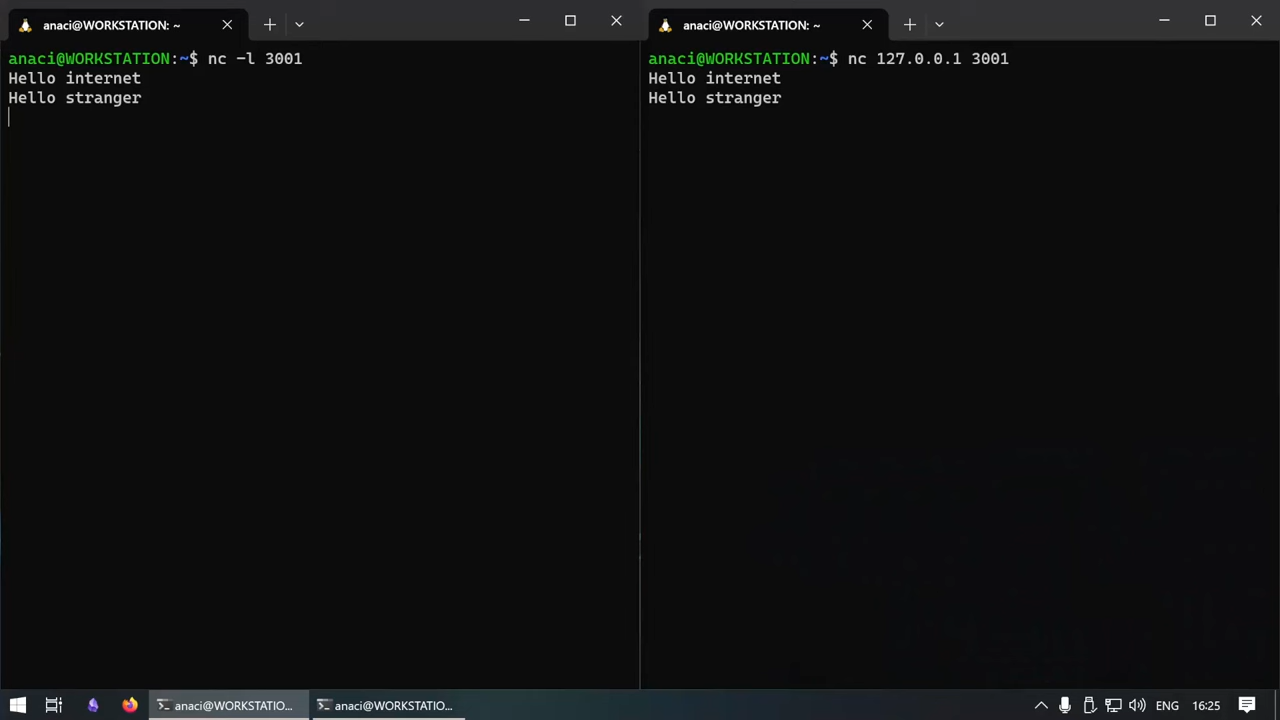 anaci@WORKSTATION: ~
anaci@WORKSTATION:~$ nc -l 3001
Hello internet
Hello stranger
anaci@WORKSTATION: ~
anaci@WORKSTATION:~$ nc 127.0.0.1 3001
Hello internet
Hello stranger
anaci@WORKSTATIO...
anaci@WORKSTATIO...
ENG
16:25